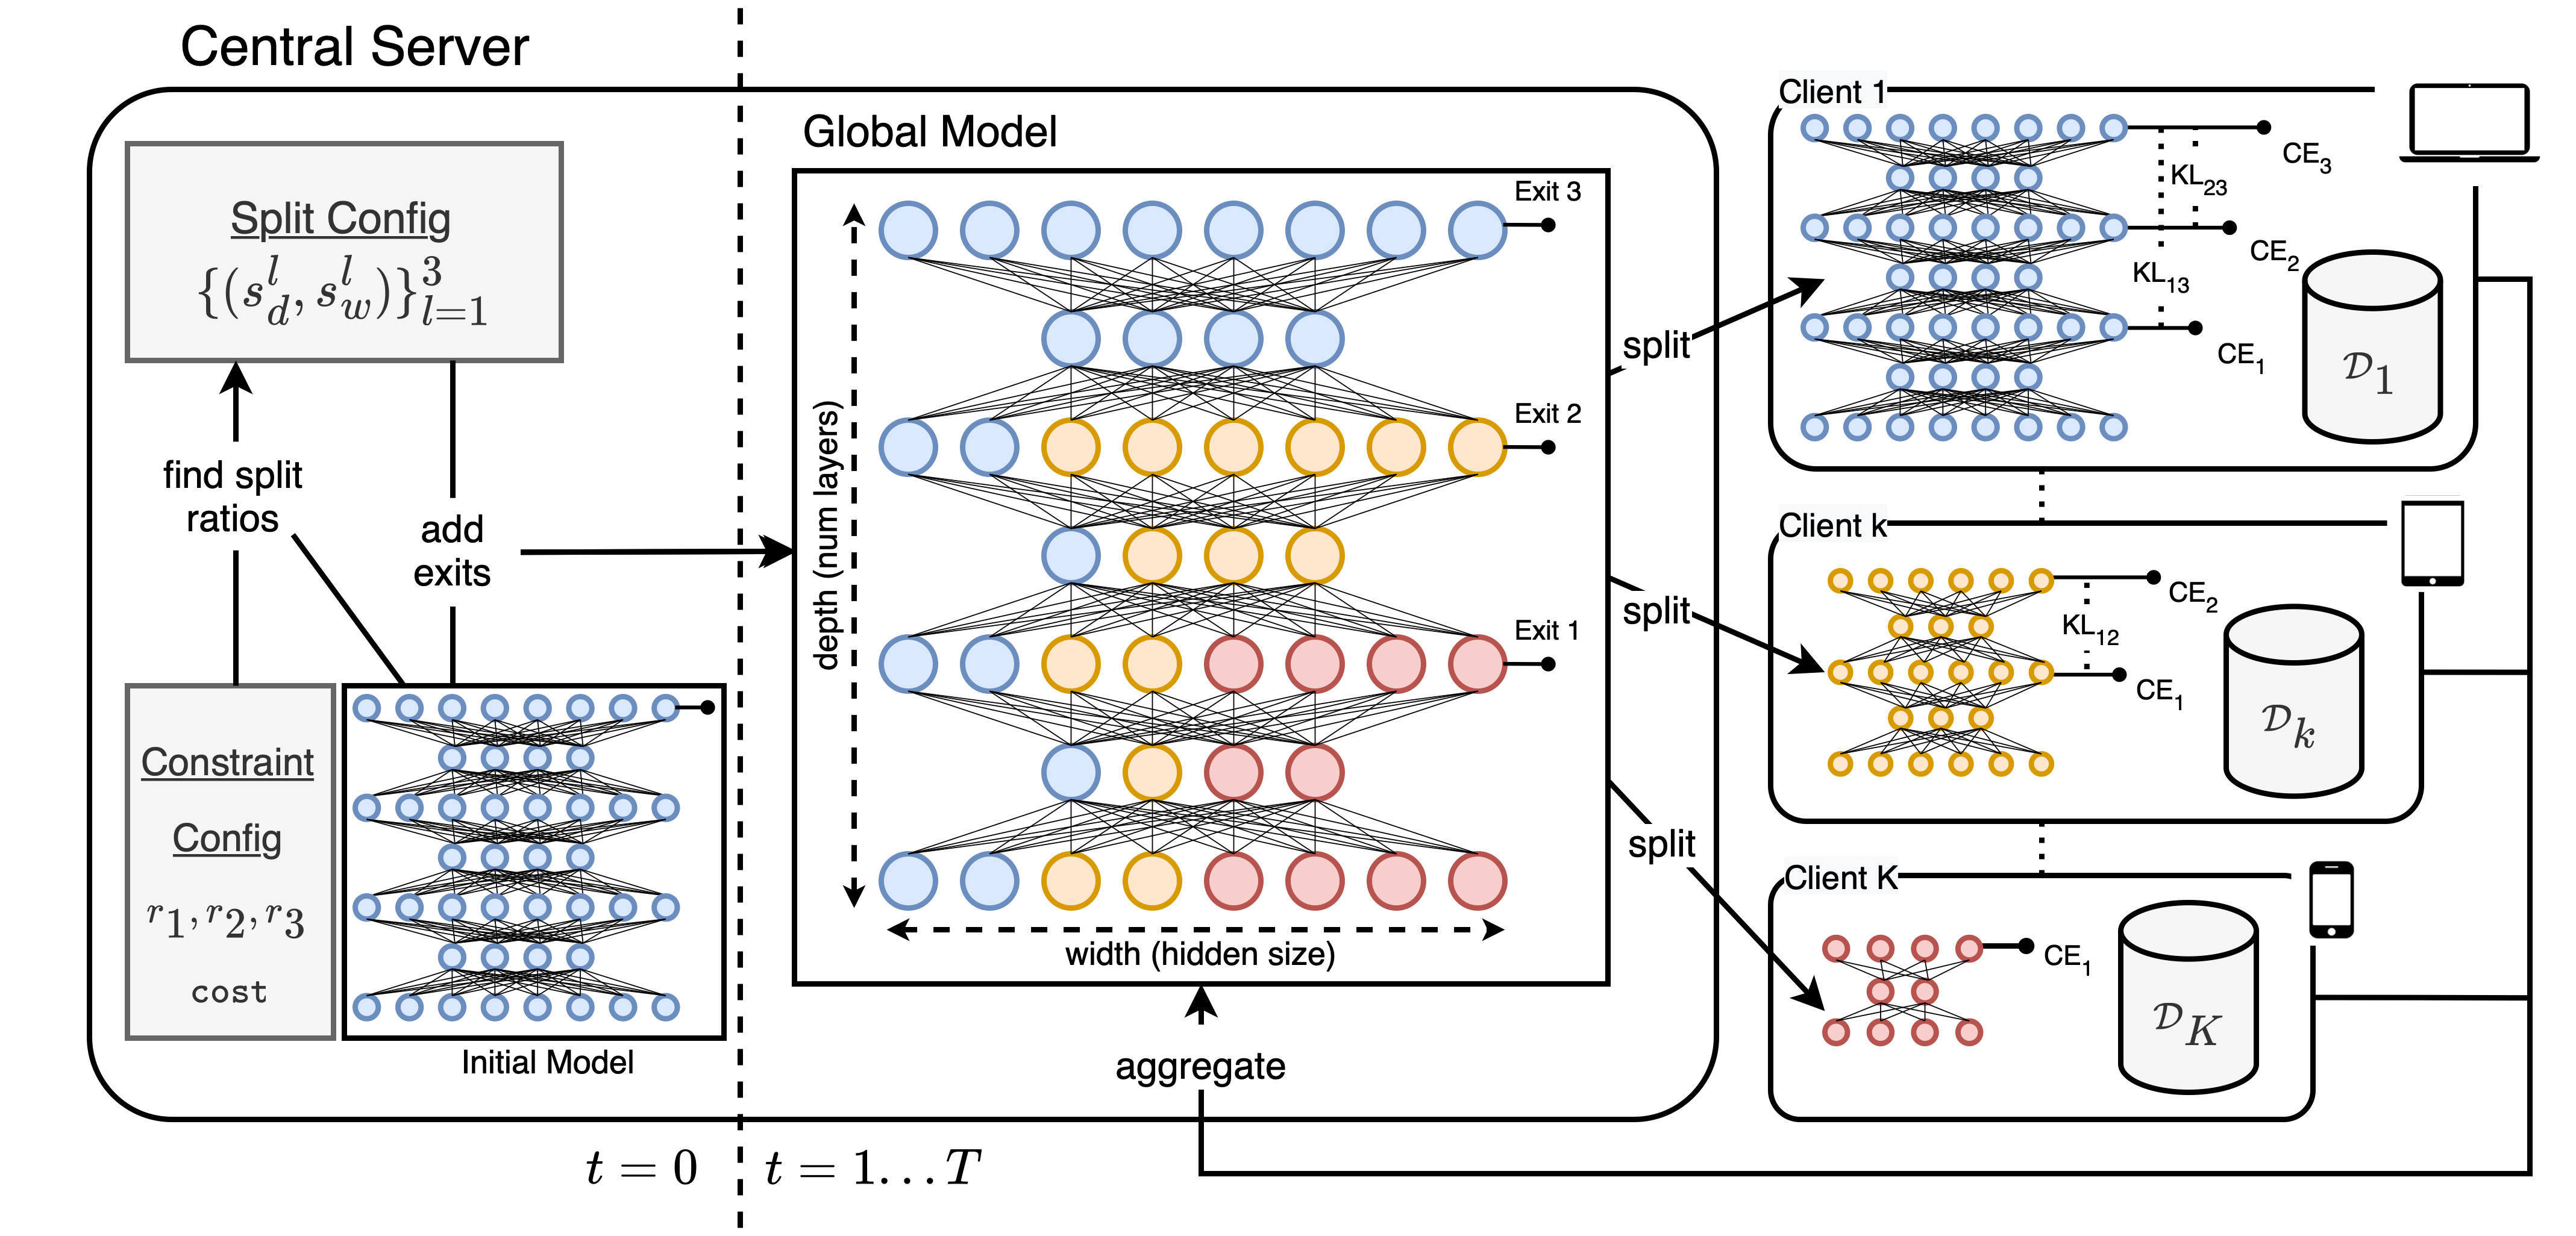 Central Server
Split Config
$\{(s_d^l, s_w^l)\}_{l=1}^3$
find split
ratios
add
exits
Constraint
Config
$r_1, r_2, r_3$
cost
Initial Model
Global Model
Exit 3
Exit 2
Exit 1
depth (num layers)
width (hidden size)
aggregate
$t = 0$
$t = 1 \ldots T$
split
split
split
Client 1
CE$_3$
KL$_{23}$
CE$_2$
KL$_{13}$
CE$_1$
$\mathcal{D}_1$
Client k
CE$_2$
KL$_{12}$
CE$_1$
$\mathcal{D}_k$
Client K
CE$_1$
$\mathcal{D}_K$